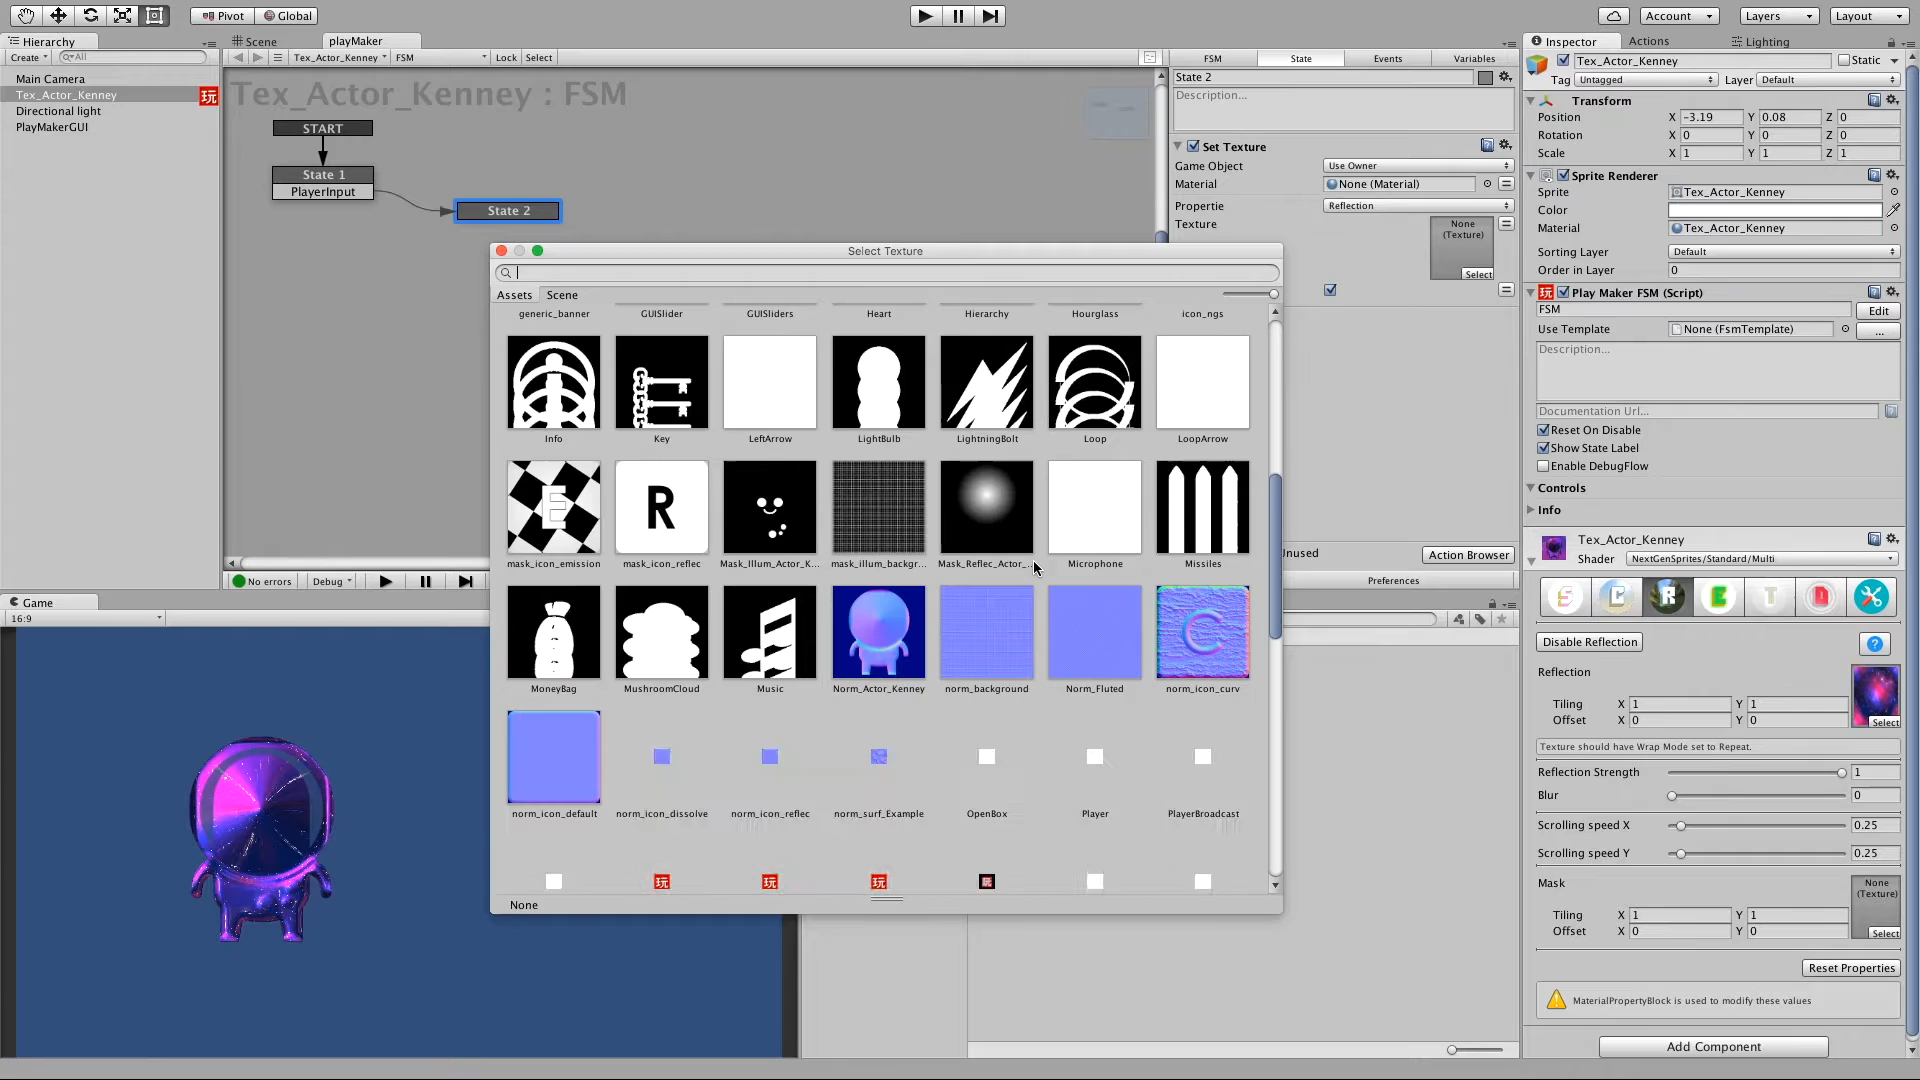 Pivot
Global
Account
Layers
Layout
Hierarchy
Create
All
Main Camera
Tex_Actor_Kenney
玩
Directional light
PlayMakerGUI
Scene
playMaker
Tex_Actor_Kenney
FSM
Lock
Select
Tex_Actor_Kenney : FSM
START
State 1
PlayerInput
State 2
No errors
Debug
FSM
State
Events
Variables
State 2
Description...
Set Texture
Game Object
Use Owner
Material
None (Material)
Propertie
Reflection
Texture
None
(Texture)
Select
Unused
Action Browser
Preferences
Select Texture
Assets
Scene
generic_banner
GUISlider
GUISliders
Heart
Hierarchy
Hourglass
icon_ngs
Info
Key
LeftArrow
LightBulb
LightningBolt
Loop
LoopArrow
E
R
mask_icon_emission
mask_icon_reflec
Mask_Illum_Actor_K...
mask_illum_backgr...
Mask_Reflec_Actor_...
Microphone
Missiles
C
MoneyBag
MushroomCloud
Music
Norm_Actor_Kenney
norm_background
Norm_Fluted
norm_icon_curv
norm_icon_default
norm_icon_dissolve
norm_icon_reflec
norm_surf_Example
OpenBox
Player
PlayerBroadcast
玩
玩
玩
玩
None
Game
16:9
Inspector
Actions
Lighting
Tex_Actor_Kenney
Static
Tag
Untagged
Layer
Default
Transform
Position
X
-3.19
Y
0.08
Z
0
Rotation
X
0
Y
0
Z
0
Scale
X
1
Y
1
Z
1
Sprite Renderer
Sprite
Tex_Actor_Kenney
Color
Material
Tex_Actor_Kenney
Sorting Layer
Default
Order in Layer
0
玩
Play Maker FSM (Script)
FSM
Edit
Use Template
None (FsmTemplate)
...
Description...
Documentation Url...
Reset On Disable
Show State Label
Enable DebugFlow
Controls
Info
Tex_Actor_Kenney
Shader
NextGenSprites/Standard/Multi
S
C
R
E
T
D
Disable Reflection
?
Reflection
Tiling
X
1
Y
1
Offset
X
0
Y
0
Select
Texture should have Wrap Mode set to Repeat.
Reflection Strength
1
Blur
0
Scrolling speed X
0.25
Scrolling speed Y
0.25
Mask
None
(Texture)
Tiling
X
1
Y
1
Offset
X
0
Y
0
Select
Reset Properties
MaterialPropertyBlock is used to modify these values
Add Component